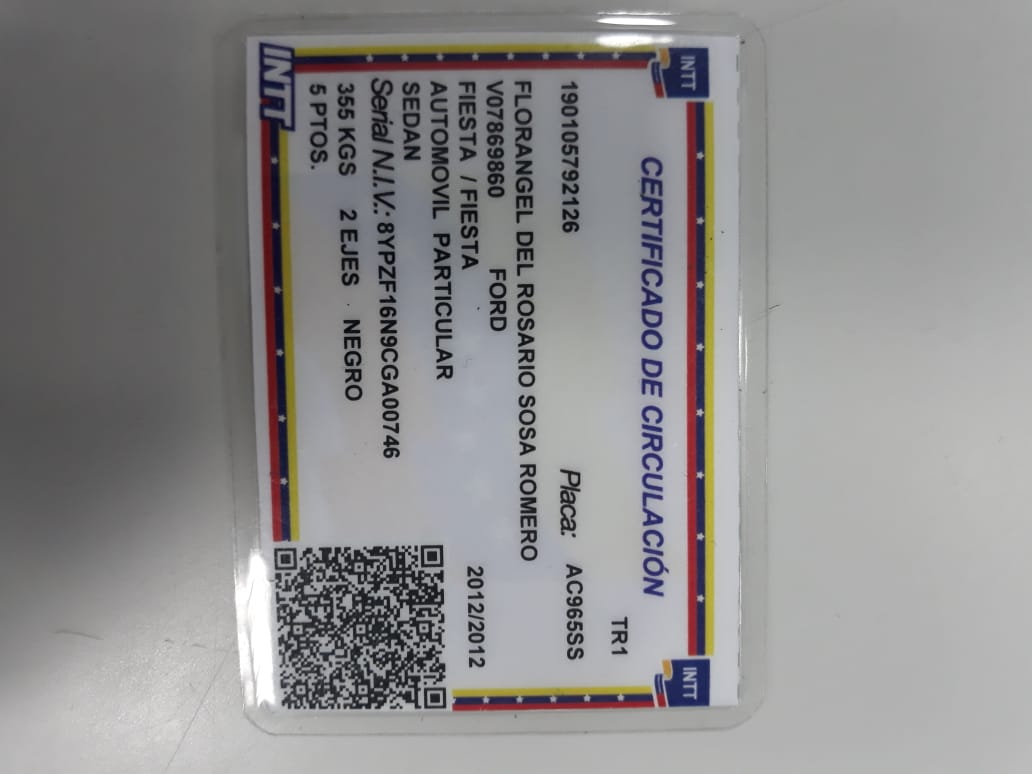 INTT
INTT
INTT
CERTIFICADO DE CIRCULACIÓN
TR1
190105792126 Placa: AC965SS
FLORANGEL DEL ROSARIO SOSA ROMERO
V07869860 FORD
FIESTA / FIESTA 2012/2012
AUTOMOVIL PARTICULAR
SEDAN
Serial N.I.V.: 8YPZF16N9CGA00746
355 KGS 2 EJES NEGRO
5 PTOS.